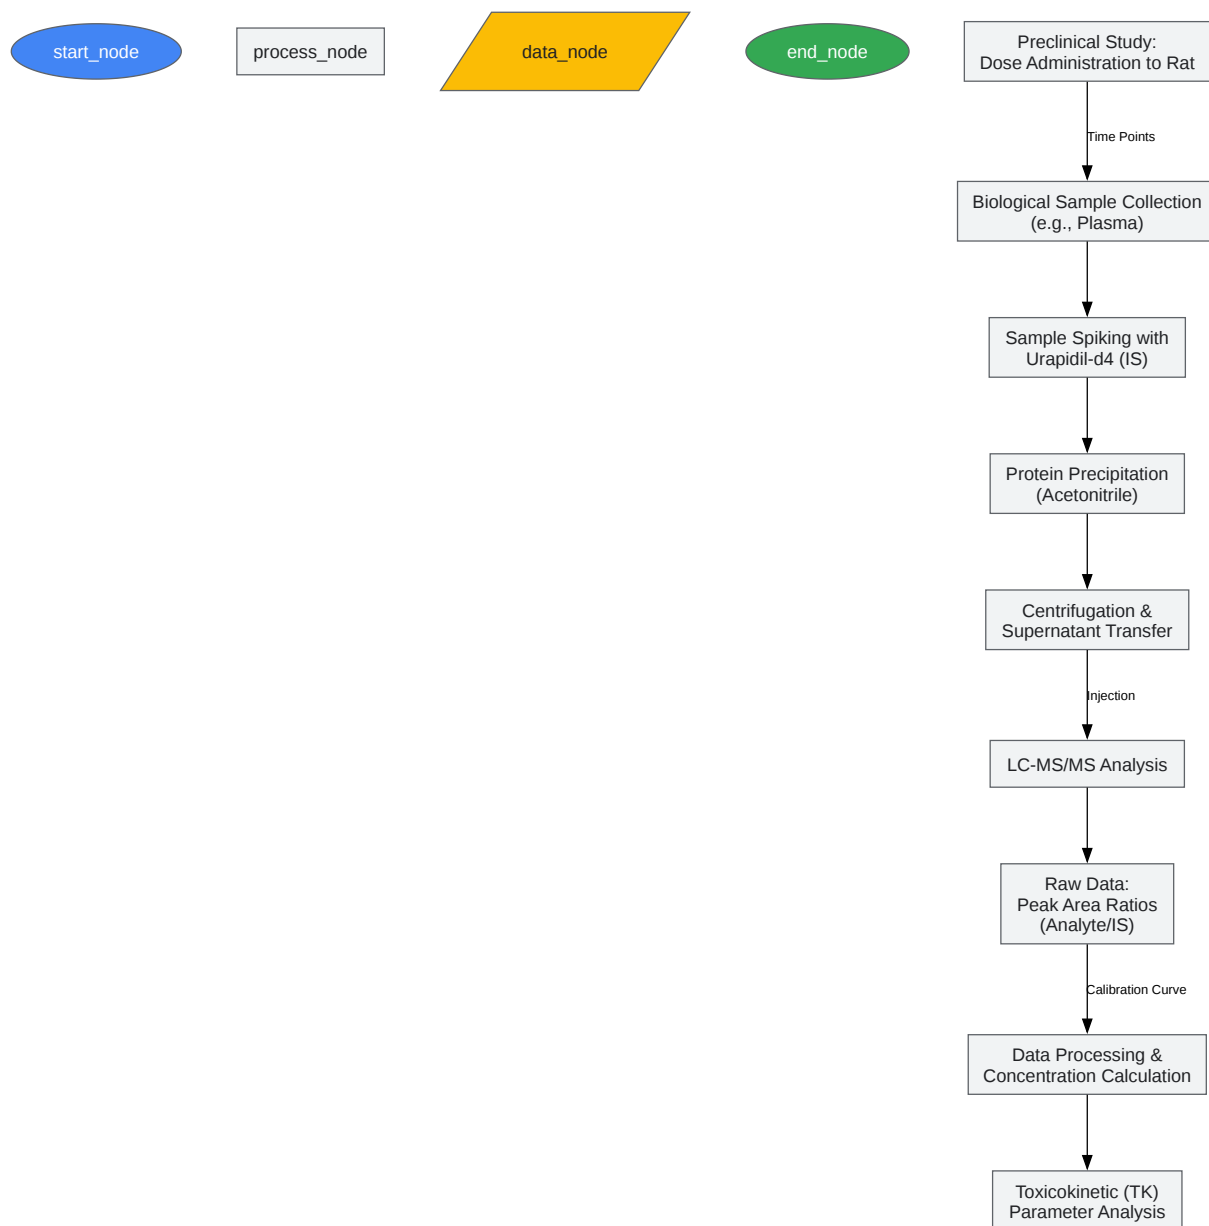 start_node
process_node
data_node
end_node
Preclinical Study:
Dose Administration to Rat
Time Points
Biological Sample Collection
(e.g., Plasma)
Sample Spiking with
Urapidil-d4 (IS)
Protein Precipitation
(Acetonitrile)
Centrifugation &
Supernatant Transfer
Injection
LC-MS/MS Analysis
Raw Data:
Peak Area Ratios
(Analyte/IS)
Calibration Curve
Data Processing &
Concentration Calculation
Toxicokinetic (TK)
Parameter Analysis